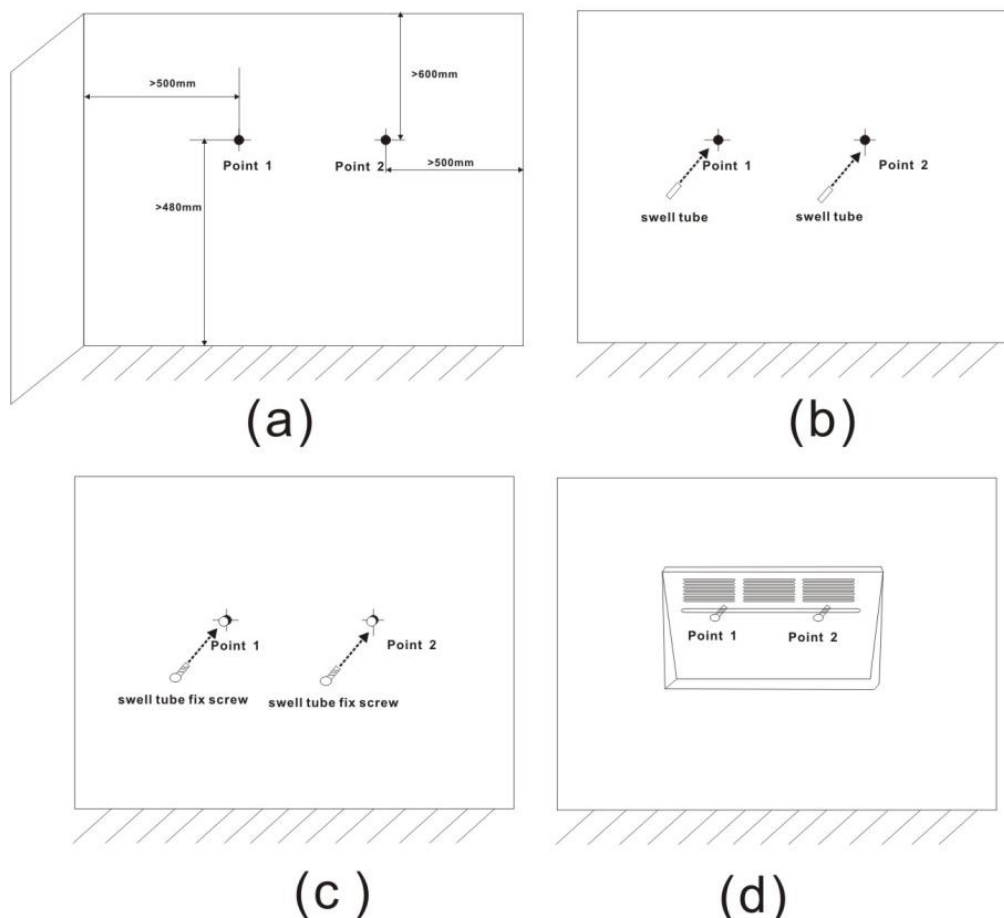 >600mm
>500mm
Point 1
Point 2
>500mm
>480mm
(a)
Point 1
Point 2
swell tube
swell tube
(b)
Point 1
Point 2
swell tube fix screw
swell tube fix screw
(c )
Point 1
Point 2
(d)